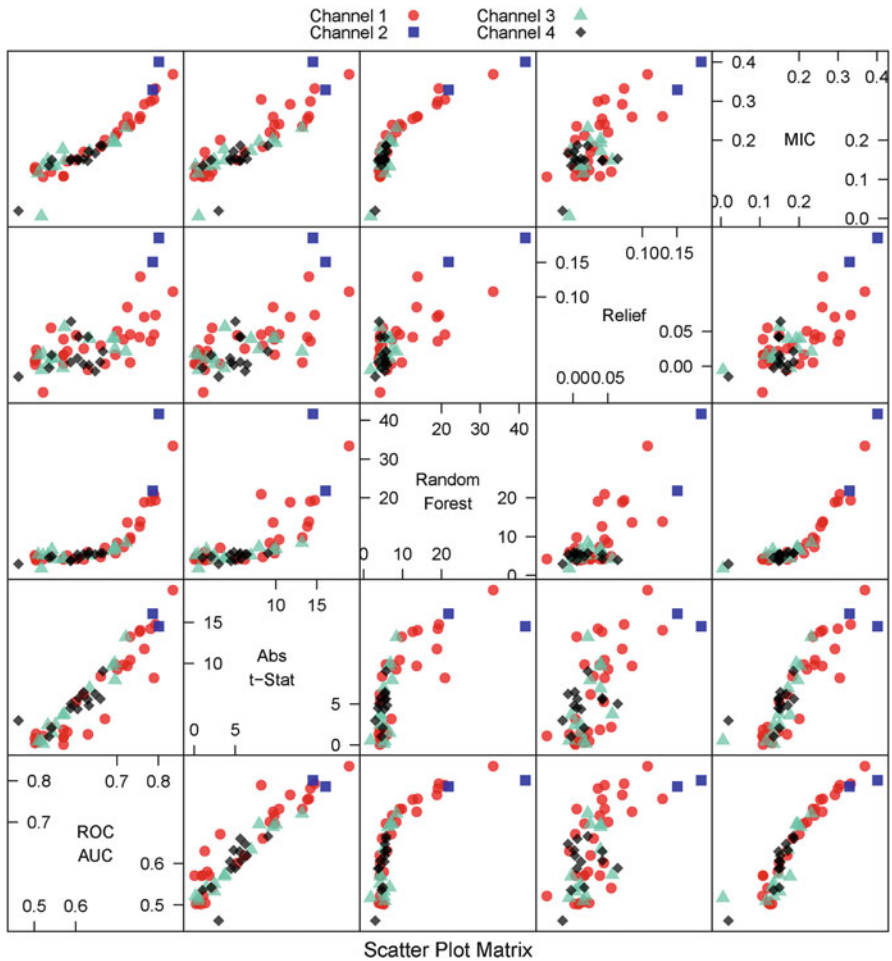 Channel 1 Channel 3
Channel 2 Channel 4
0.2 0.3 0.4
0.4
0.3
MIC
0.2 0.2
0.1
0.0 0.1 0.2
0.0
0.10 0.15
0.15
0.10
Relief
0.05
0.00
0.00 0.05
20 30 40
40
30
20
Random
Forest
20
15
10
5
0
0 10 20
10 15
15
10
Abs
t-Stat
5
0
0 5
0.7 0.8
0.8
0.7
ROC
AUC
0.6
0.5
0.5 0.6
Scatter Plot Matrix